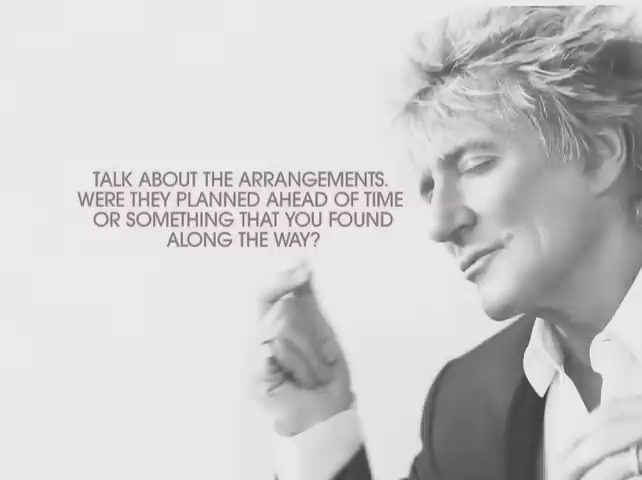 TALK ABOUT THE ARRANGEMENTS.
WERE THEY PLANNED AHEAD OF TIME
OR SOMETHING THAT YOU FOUND
ALONG THE WAY?